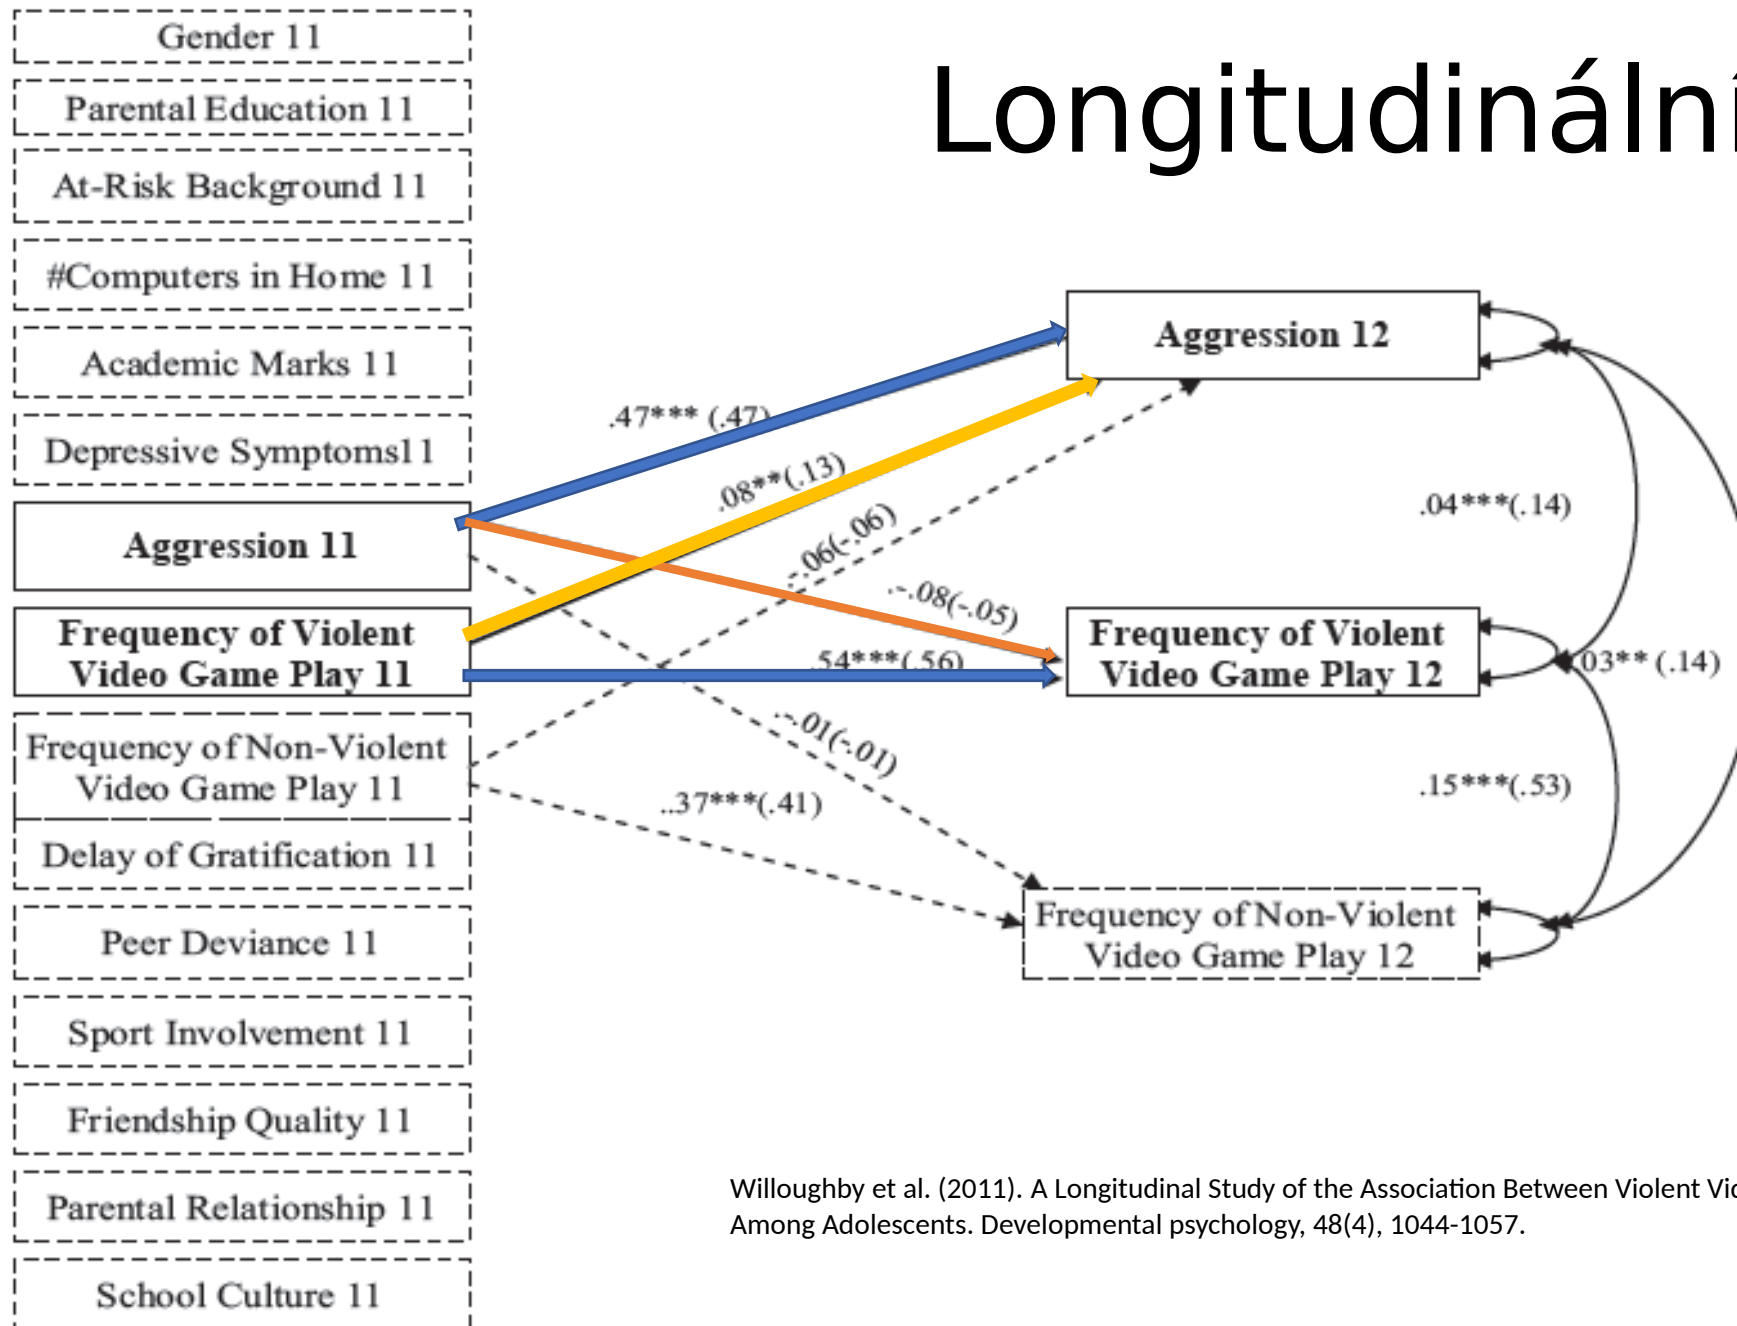 Gender 11
Parental Education 11
At-Risk Background 11
#Computers in Home 11
Academic Marks 11
Depressive Symptoms11
Aggression 11
Frequency of Violent
Video Game Play 11
Frequency of Non-Violent
Video Game Play 11
Delay of Gratification 11
Peer Deviance 11
Sport Involvement 11
Friendship Quality 11
Parental Relationship 11
School Culture 11
Longitudinální
.47*** (.47)
.08**(.13)
.-.06(-.06)
.-.08(-.05)
.54***(.56)
.-.01(-.01)
..37***(.41)
Aggression 12
Frequency of Violent
Video Game Play 12
Frequency of Non-Violent
Video Game Play 12
.04***(.14)
.03** (.14)
.15***(.53)
Willoughby et al. (2011). A Longitudinal Study of the Association Between Violent
Among Adolescents. Developmental psychology, 48(4), 1044-1057.